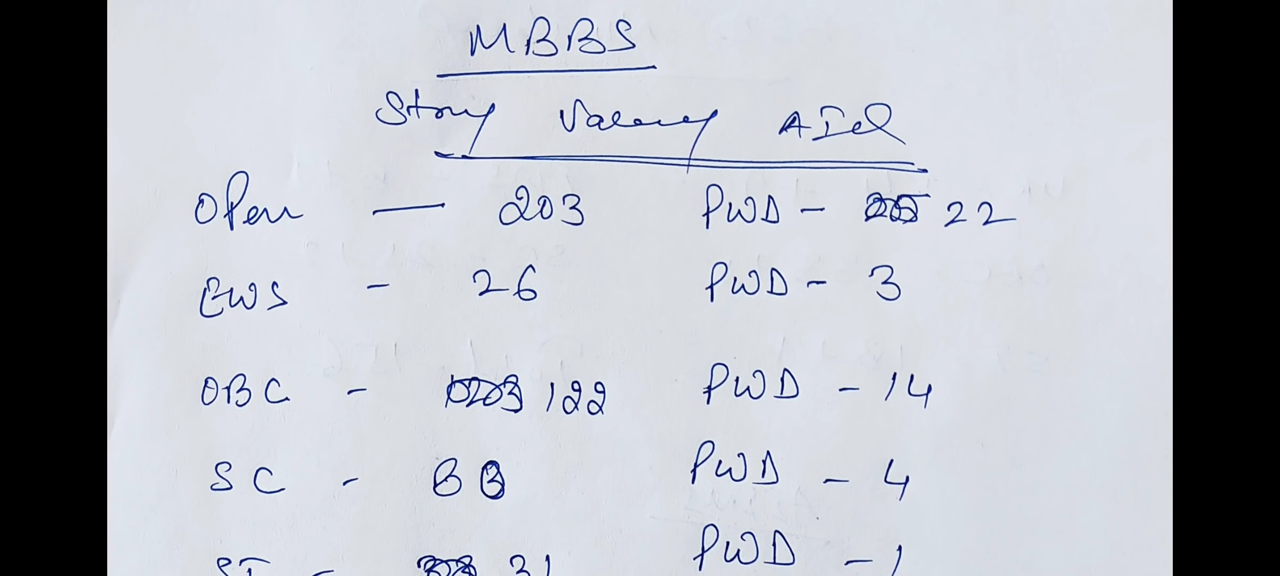 MBBS
Stray Vacancy AIQ
Open — 203 PWD - 22
EWS - 26 PWD - 3
OBC - 122 PWD - 14
SC - PWD - 4
ST - 31 PWD - 1